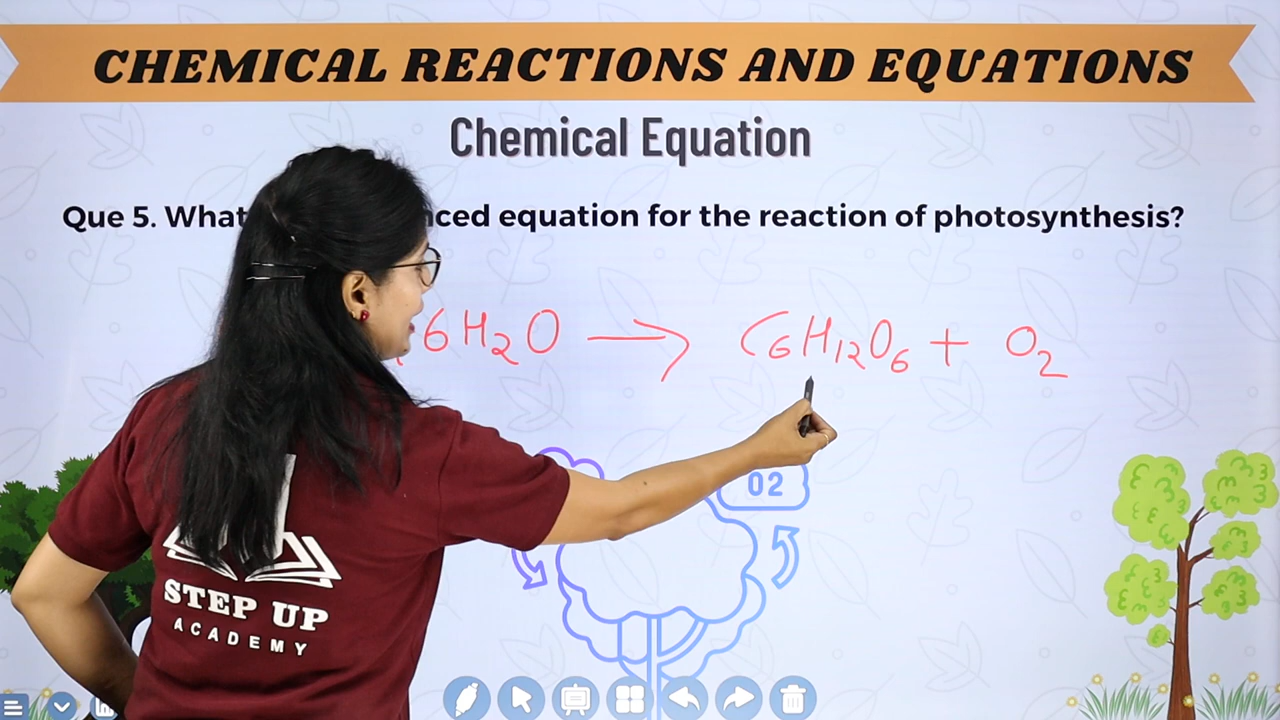 CHEMICAL REACTIONS AND EQUATIONS
Chemical Equation
Que 5. What nced equation for the reaction of photosynthesis?
6H₂O → C₆H₁₂O₆ + O₂
02
STEP UP
ACADEMY